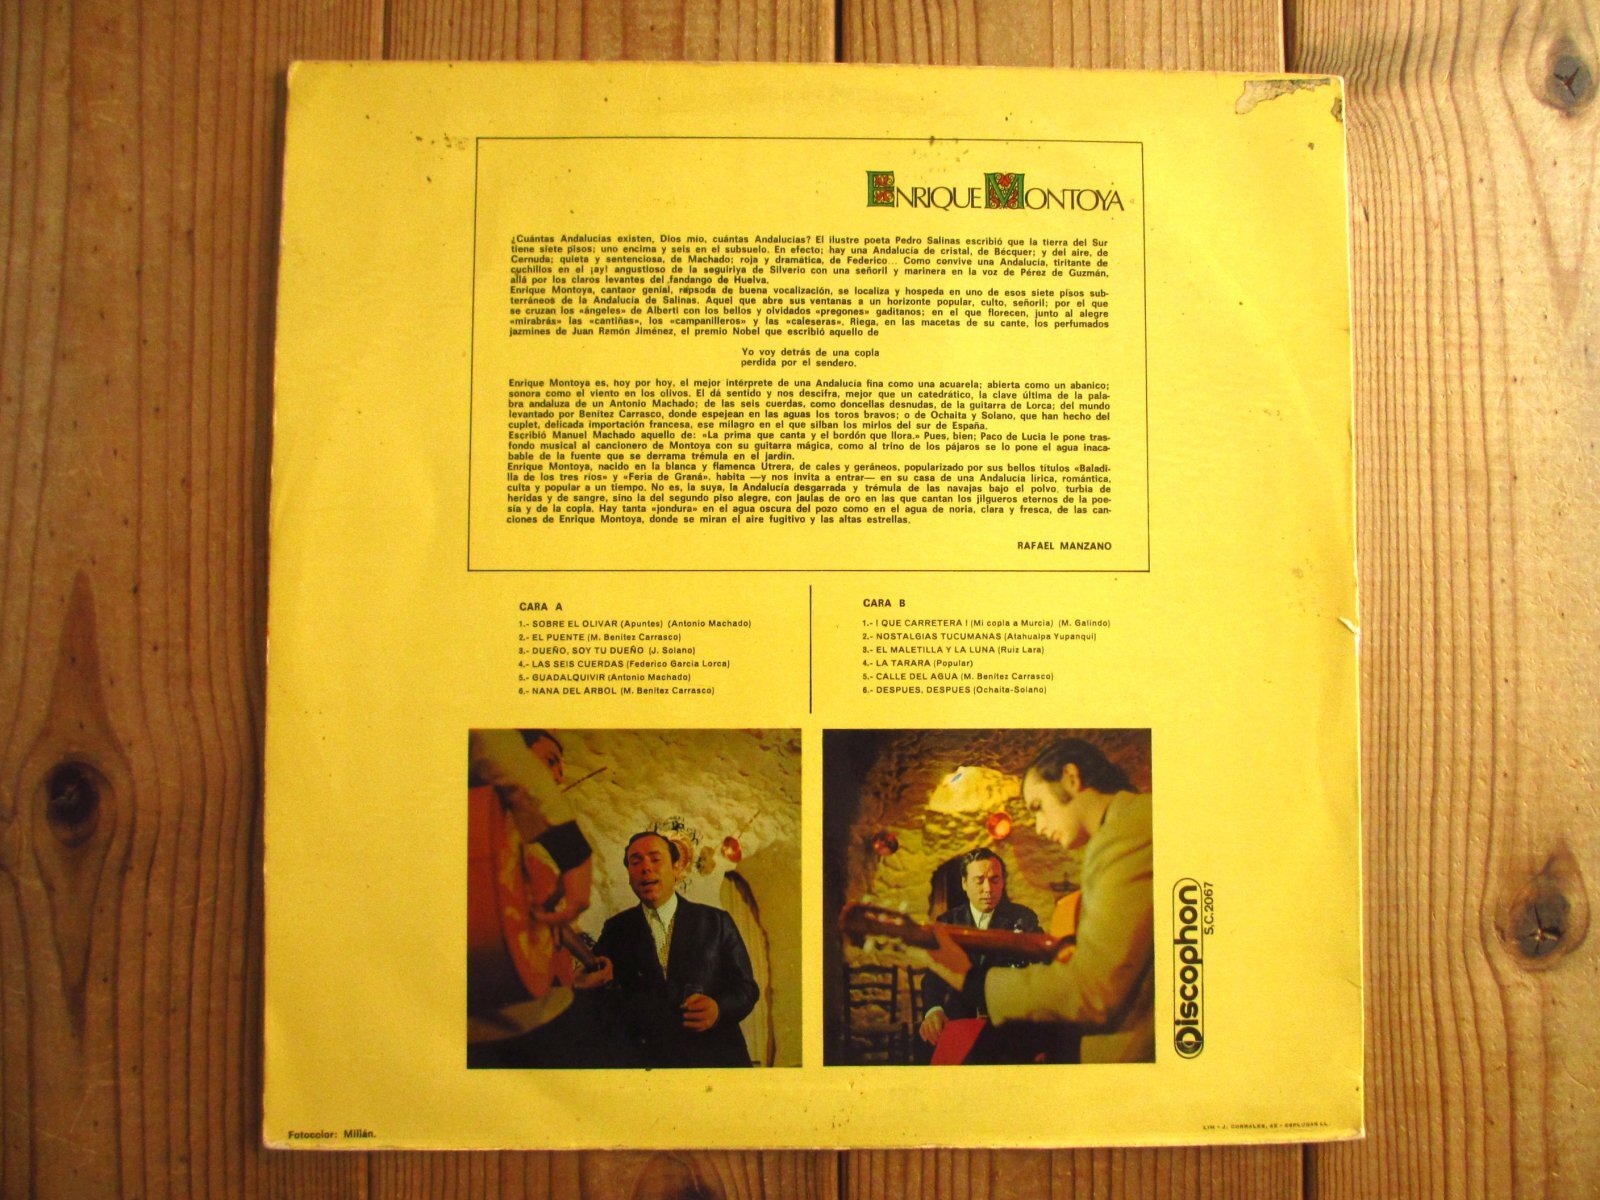 ENRIQUE MONTOYA
¿Cuántas Andalucías existen, Dios mío, cuántas Andalucías? El ilustre poeta Pedro Salinas escribió que la tierra del Sur
tiene siete pisos; uno encima y seis en el subsuelo. En efecto; hay una Andalucía de cristal, de Bécquer; y del aire, de
Cernuda; quieta y sentenciosa, de Machado; roja y dramática, de Federico... Como convive una Andalucía, tiritante de
cuchillos en el ¡ay! angustioso de la seguiriya de Silverio con una señoril y marinera en la voz de Pérez de Guzmán,
allá por los claros levantes del fandango de Huelva.
Enrique Montoya, cantaor genial, rapsoda de buena vocalización, se localiza y hospeda en uno de esos siete pisos sub-
terráneos de la Andalucía de Salinas. Aquel que abre sus ventanas a un horizonte popular, culto, señoril; por el que
se cruzan los «ángeles» de Alberti con los bellos y olvidados «pregones» gaditanos; en el que florecen, junto al alegre
«mirabrás» las «cantiñas», los «campanilleros» y las «caleseras». Riega, en las macetas de su cante, los perfumados
jazmines de Juan Ramón Jiménez, el premio Nobel que escribió aquello de
Yo voy detrás de una copla
perdida por el sendero.
Enrique Montoya es, hoy por hoy, el mejor intérprete de una Andalucía fina como una acuarela; abierta como un abanico;
sonora como el viento en los olivos. El dá sentido y nos descifra, mejor que un catedrático, la clave última de la pala-
bra andaluza de un Antonio Machado; de las seis cuerdas, como doncellas desnudas, de la guitarra de Lorca; del mundo
levantado por Benítez Carrasco, donde espejean en las aguas los toros bravos; o de Ochaita y Solano, que han hecho del
cuplet, delicada importación francesa, ese milagro en el que silban los mirlos del sur de España.
Escribió Manuel Machado aquello de: «La prima que canta y el bordón que llora.» Pues, bien; Paco de Lucia le pone tras-
fondo musical al cancionero de Montoya con su guitarra mágica, como al trino de los pájaros se lo pone el agua inaca-
bable de la fuente que se derrama trémula en el jardín.
Enrique Montoya, nacido en la blanca y flamenca Utrera, de cales y geráneos, popularizado por sus bellos títulos «Baladi-
lla de los tres ríos» y «Feria de Graná», habita —y nos invita a entrar— en su casa de una Andalucía lírica, romántica,
culta y popular a un tiempo. No es, la suya, la Andalucía desgarrada y trémula de las navajas bajo el polvo, turbia de
heridas y de sangre, sino la del segundo piso alegre, con jaulas de oro en las que cantan los jilgueros eternos de la poe-
sía y de la copla. Hay tanta «jondura» en el agua oscura del pozo como en el agua de noria, clara y fresca, de las can-
ciones de Enrique Montoya, donde se miran el aire fugitivo y las altas estrellas.
RAFAEL MANZANO
CARA A
1.- SOBRE EL OLIVAR (Apuntes) (Antonio Machado)
2.- EL PUENTE (M. Benítez Carrasco)
3.- DUEÑO, SOY TU DUEÑO (J. Solano)
4.- LAS SEIS CUERDAS (Federico García Lorca)
5.- GUADALQUIVIR (Antonio Machado)
6.- NANA DEL ARBOL (M. Benítez Carrasco)
CARA B
1.- ! QUE CARRETERA ! (Mi copla a Murcia) (M. Galindo)
2.- NOSTALGIAS TUCUMANAS (Atahualpa Yupanqui)
3.- EL MALETILLA Y LA LUNA (Ruiz Lara)
4.- LA TARARA (Popular)
5.- CALLE DEL AGUA (M. Benítez Carrasco)
6.- DESPUES, DESPUES (Ochaita-Solano)
Discophon
S.C. 2067
Fotocolor: Millán.
LIM - J. CORRALES, 62 - ESPLUGAS LL.